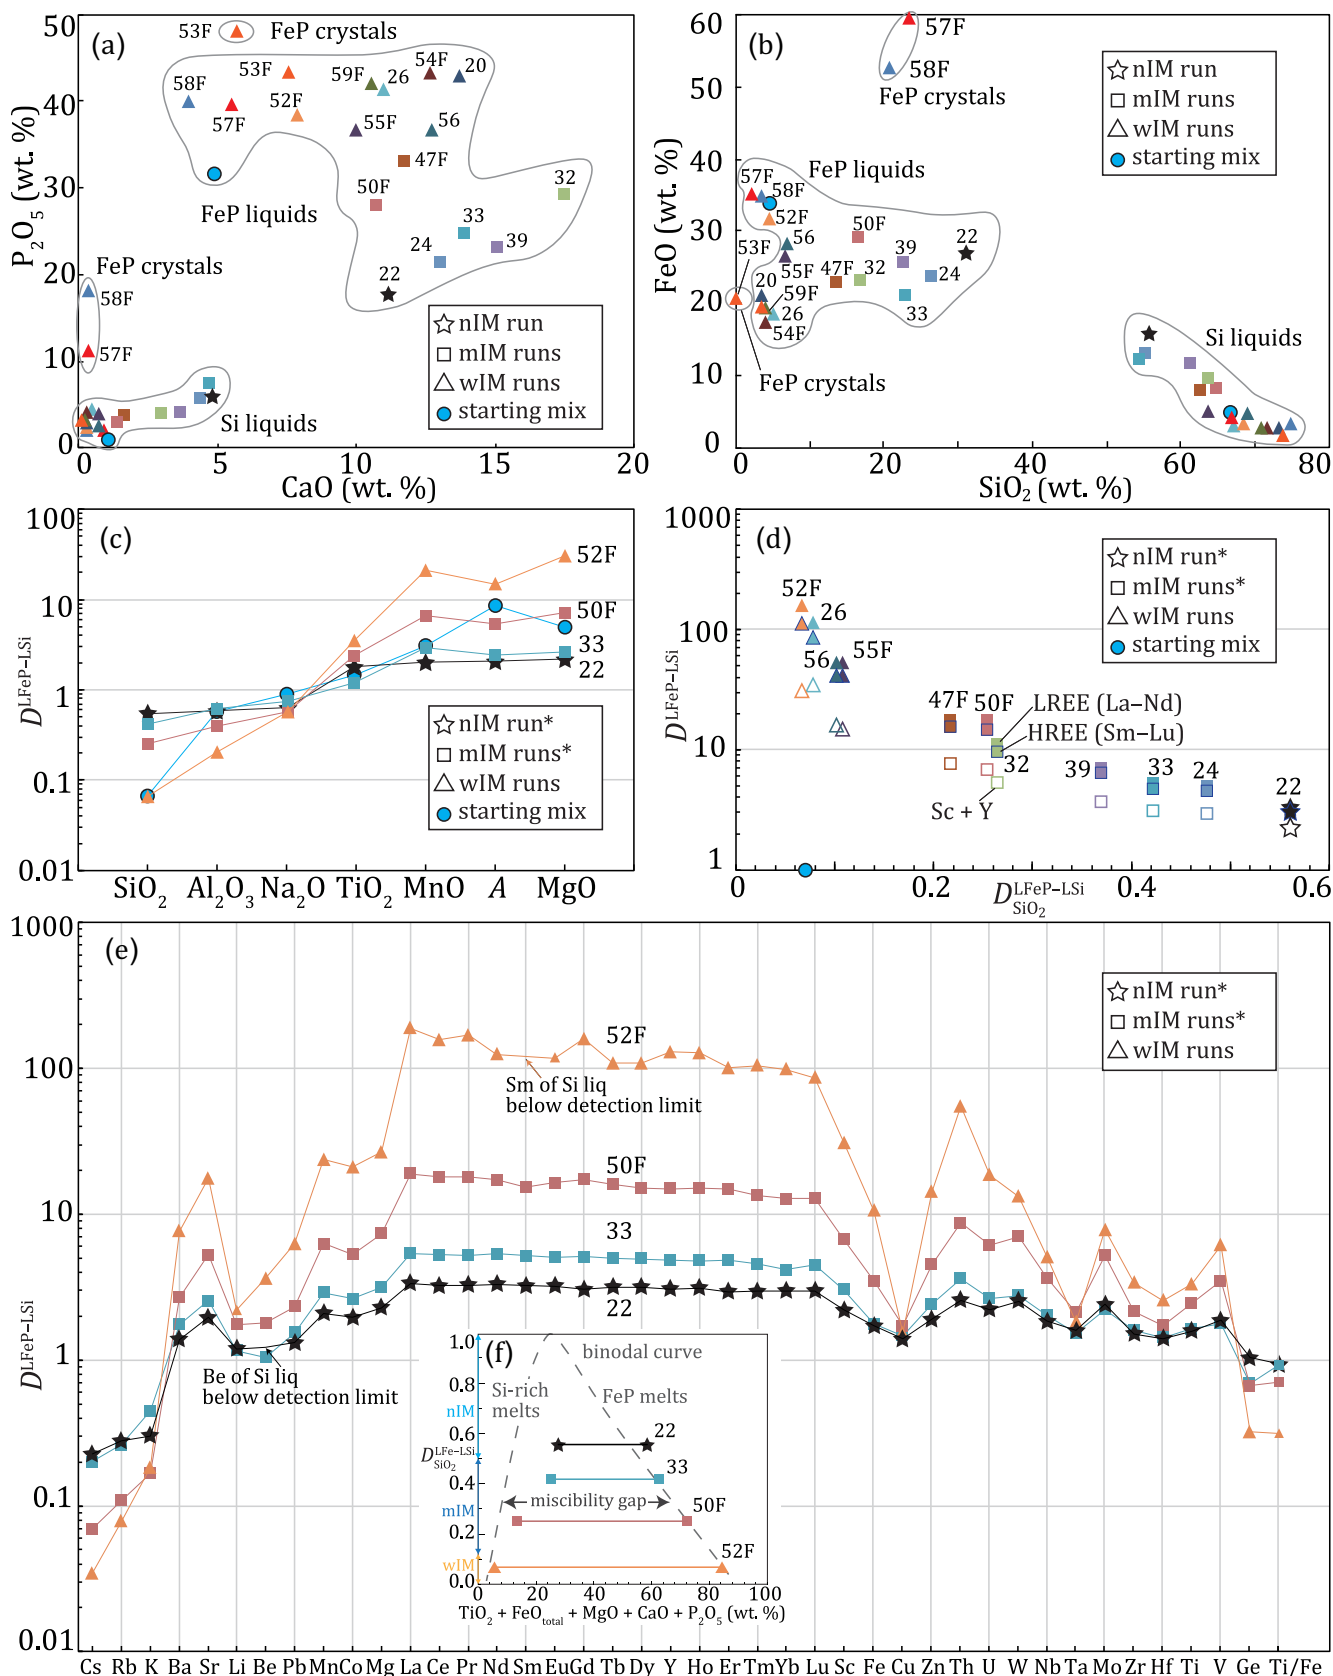 (a)
P₂O₅ (wt. %)
50
40
30
20
10
0
53F
FeP crystals
58F
53F
57F
52F
59F
26
54F
20
55F
56
47F
50F
32
33
24
39
22
FeP liquids
FeP crystals
58F
57F
Si liquids
nIM run
mIM runs
wIM runs
starting mix
0
5
10
15
20
CaO (wt. %)
(b)
FeO (wt. %)
60
50
40
30
20
10
0
57F
58F
FeP crystals
nIM run
mIM runs
wIM runs
starting mix
FeP liquids
57F
58F
52F
56
50F
39
22
53F
55F
47F
32
24
20
59F
26
33
54F
FeP crystals
Si liquids
0
20
40
60
80
SiO₂ (wt. %)
(c)
D^LFeP–LSi
100
10
1
0.1
0.01
52F
50F
33
22
nIM run*
mIM runs*
wIM runs
starting mix
SiO₂ Al₂O₃ Na₂O TiO₂ MnO A MgO
(d)
D^LFeP–LSi
1000
100
10
1
nIM run*
mIM runs*
wIM runs
starting mix
52F
26
56
55F
47F
50F
LREE (La–Nd)
HREE (Sm–Lu)
32
39
33
24
22
Sc + Y
0
0.2
0.4
0.6
D^LFeP–LSi_SiO₂
(e)
D^LFeP–LSi
1000
100
10
1
0.1
0.01
nIM run*
mIM runs*
wIM runs
52F
Sm of Si liq
below detection limit
50F
33
22
Be of Si liq
below detection limit
(f)
1.0
0.8
0.6
0.4
0.2
0.0
nIM
D^LFe–LSi_SiO₂
mIM
wIM
binodal curve
Si-rich
melts
FeP melts
22
33
miscibility gap
50F
52F
0
20
40
60
80
100
TiO₂ + FeO_total + MgO + CaO + P₂O₅ (wt. %)
Cs Rb K Ba Sr Li Be Pb Mn Co Mg La Ce Pr Nd Sm Eu Gd Tb Dy Y Ho Er Tm Yb Lu Sc Fe Cu Zn Th U W Nb Ta Mo Zr Hf Ti V Ge Ti/Fe